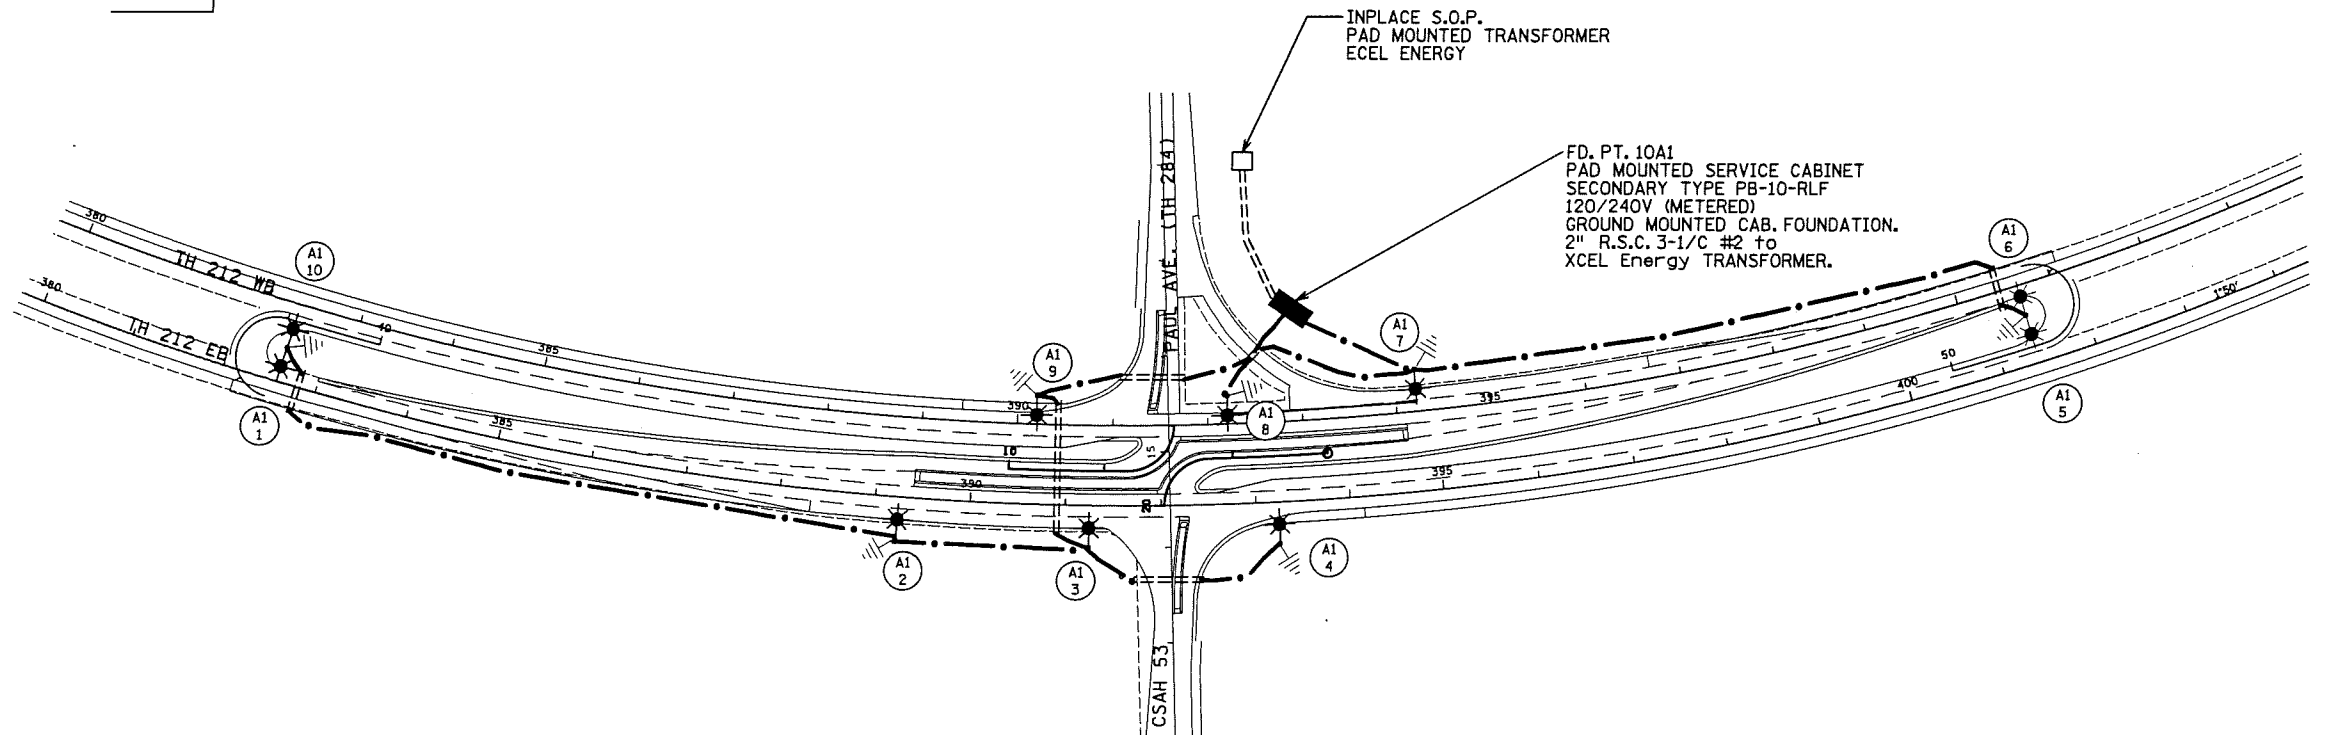 INPLACE S.O.P.
PAD MOUNTED TRANSFORMER
ECEL ENERGY
FD. PT. 10A1
PAD MOUNTED SERVICE CABINET
SECONDARY TYPE PB-10-RLF
120/240V (METERED)
GROUND MOUNTED CAB. FOUNDATION.
2" R.S.C. 3-1/C #2 to
XCEL Energy TRANSFORMER.
PAUL AVE. (TH 284)
380
TH 212 WB
A1
10
380
TH 212 EB
40
385
A1
1
385
A1
9
390
A1
7
A1
6
1°50'
50
400
A1
5
395
A1
8
10
15
390
395
20
A1
2
A1
3
A1
4
CSAH 53